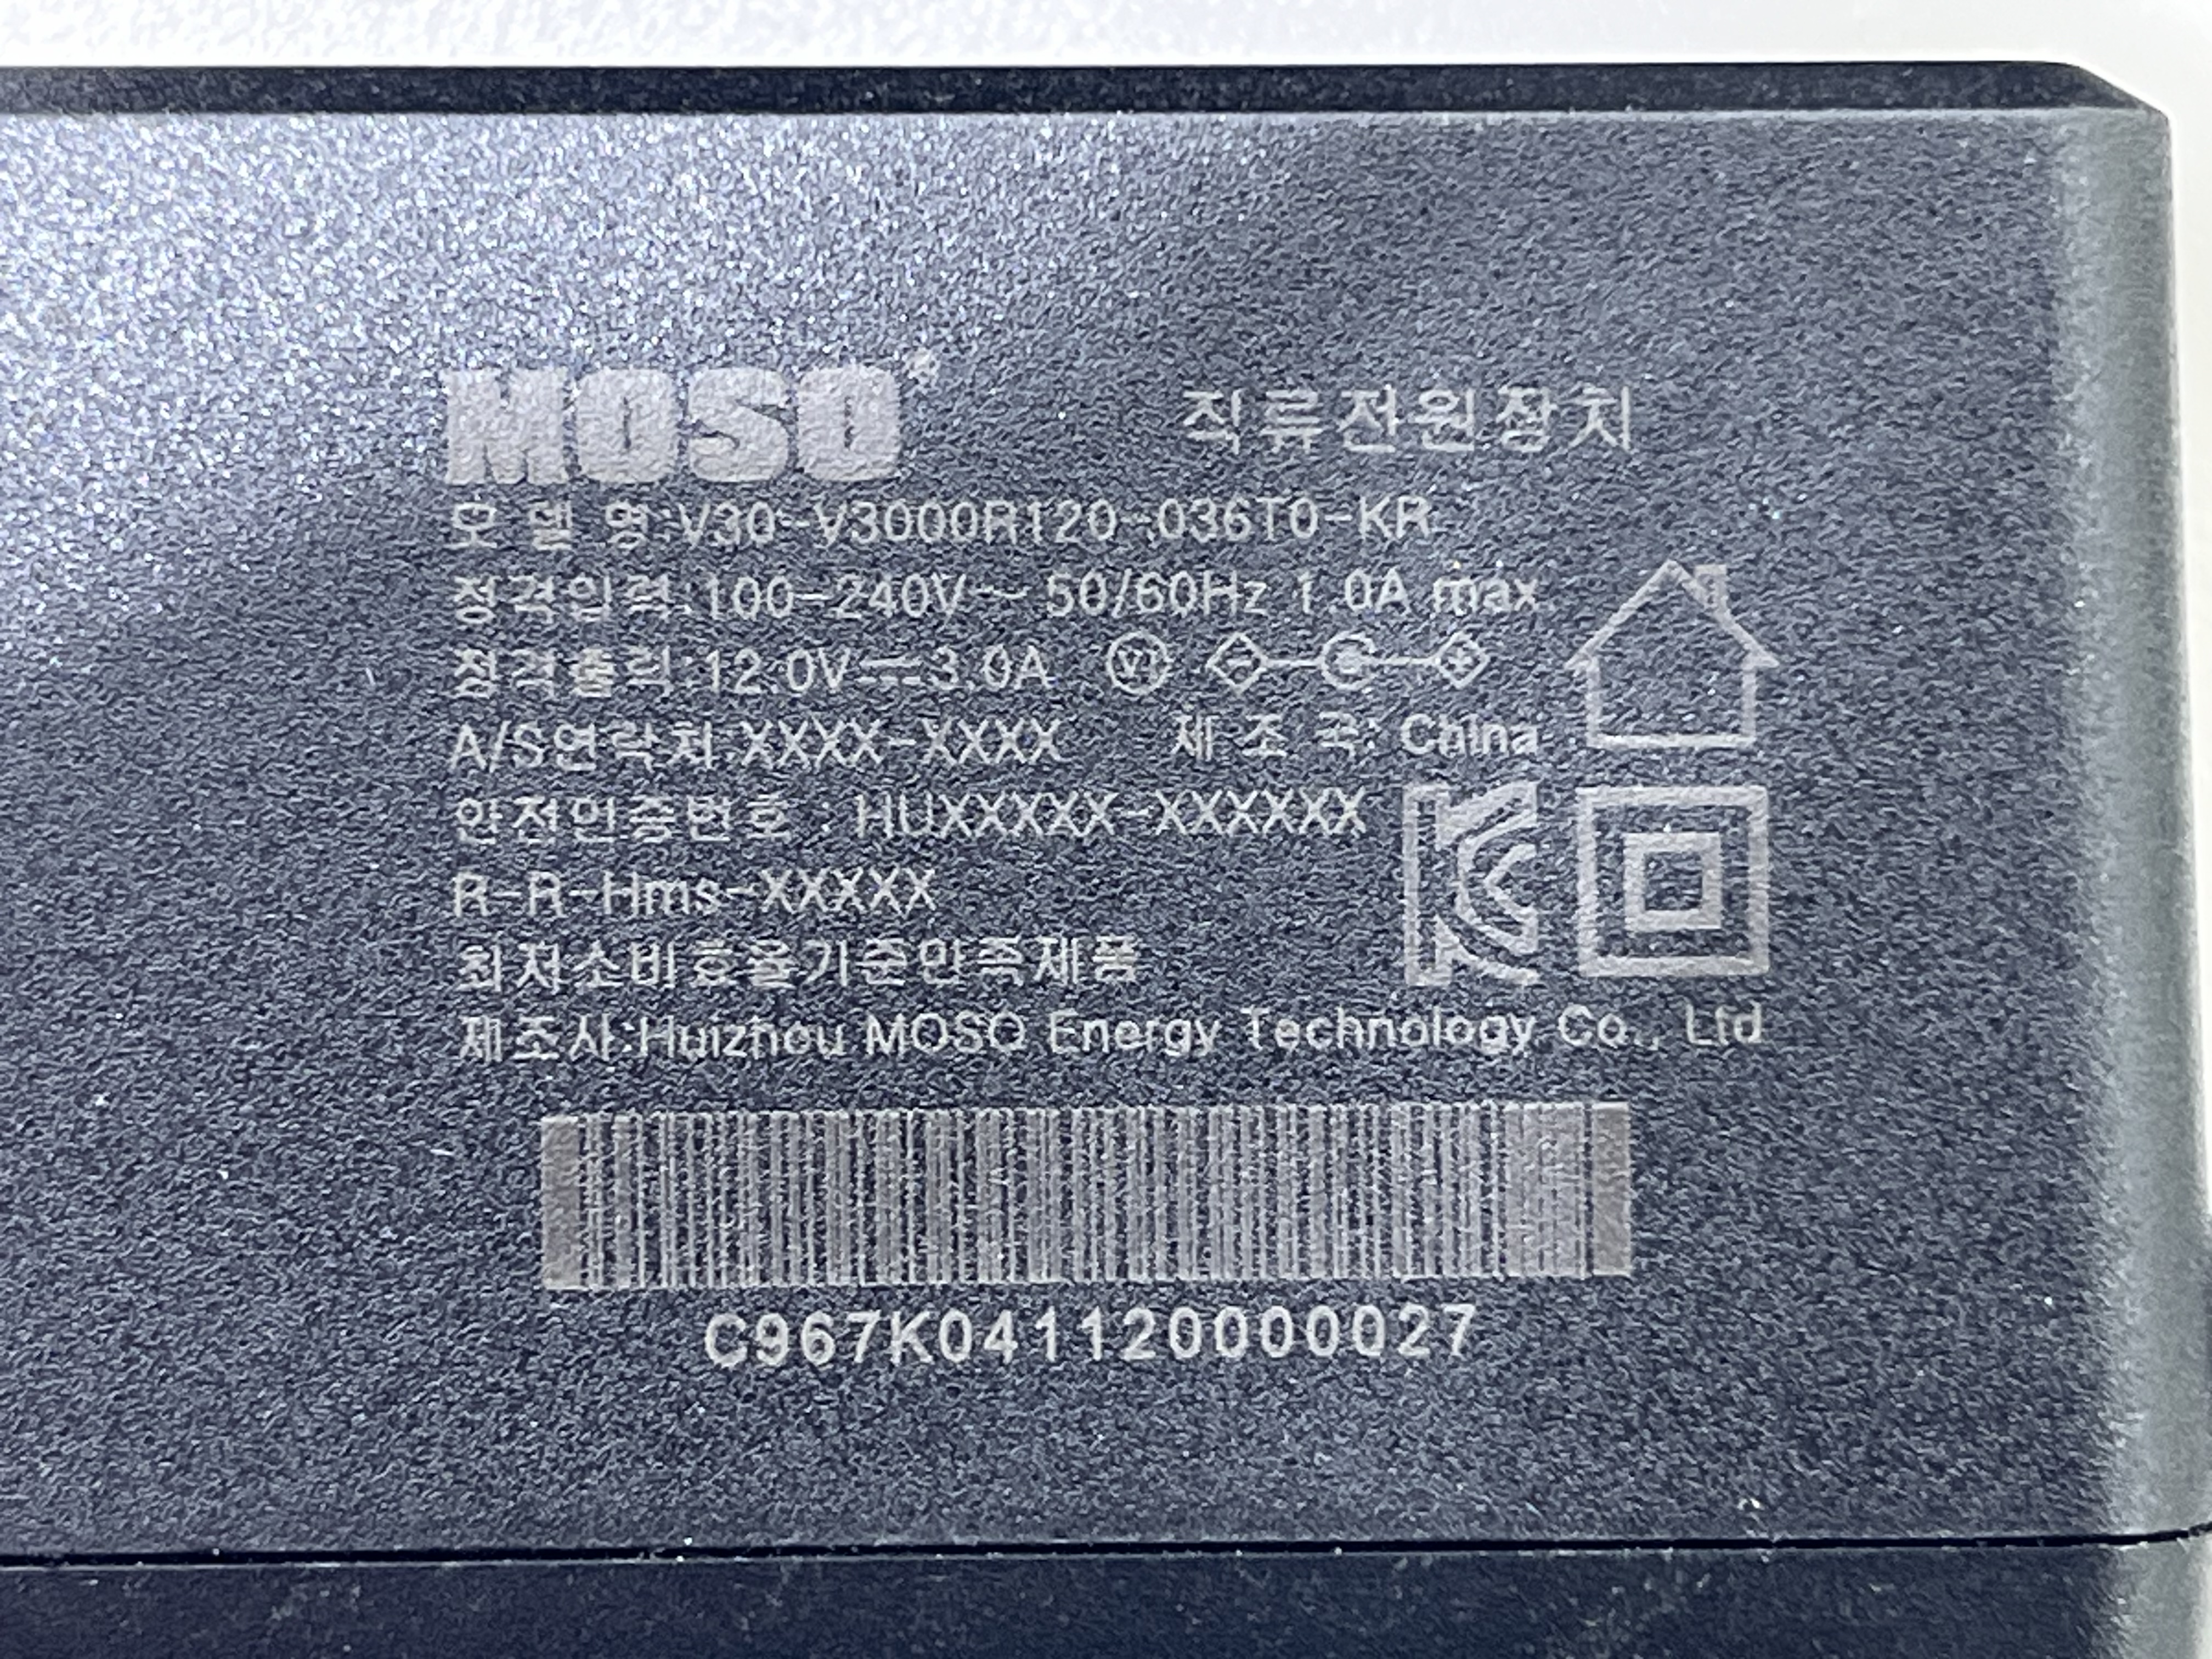 MOSO
직류전원장치
모 델 명:V30-V3000R120-036T0-KR
정격입력:100-240V~ 50/60Hz 1.0A max
정격출력:12.0V⎓3.0A VI
A/S연락처:XXXX-XXXX 제 조 국: China
안전인증번호 : HUXXXXX-XXXXXX
R-R-Hms-XXXXX
최저소비효율기준만족제품
제조사:Huizhou MOSO Energy Technology Co., Ltd
C967K041120000027